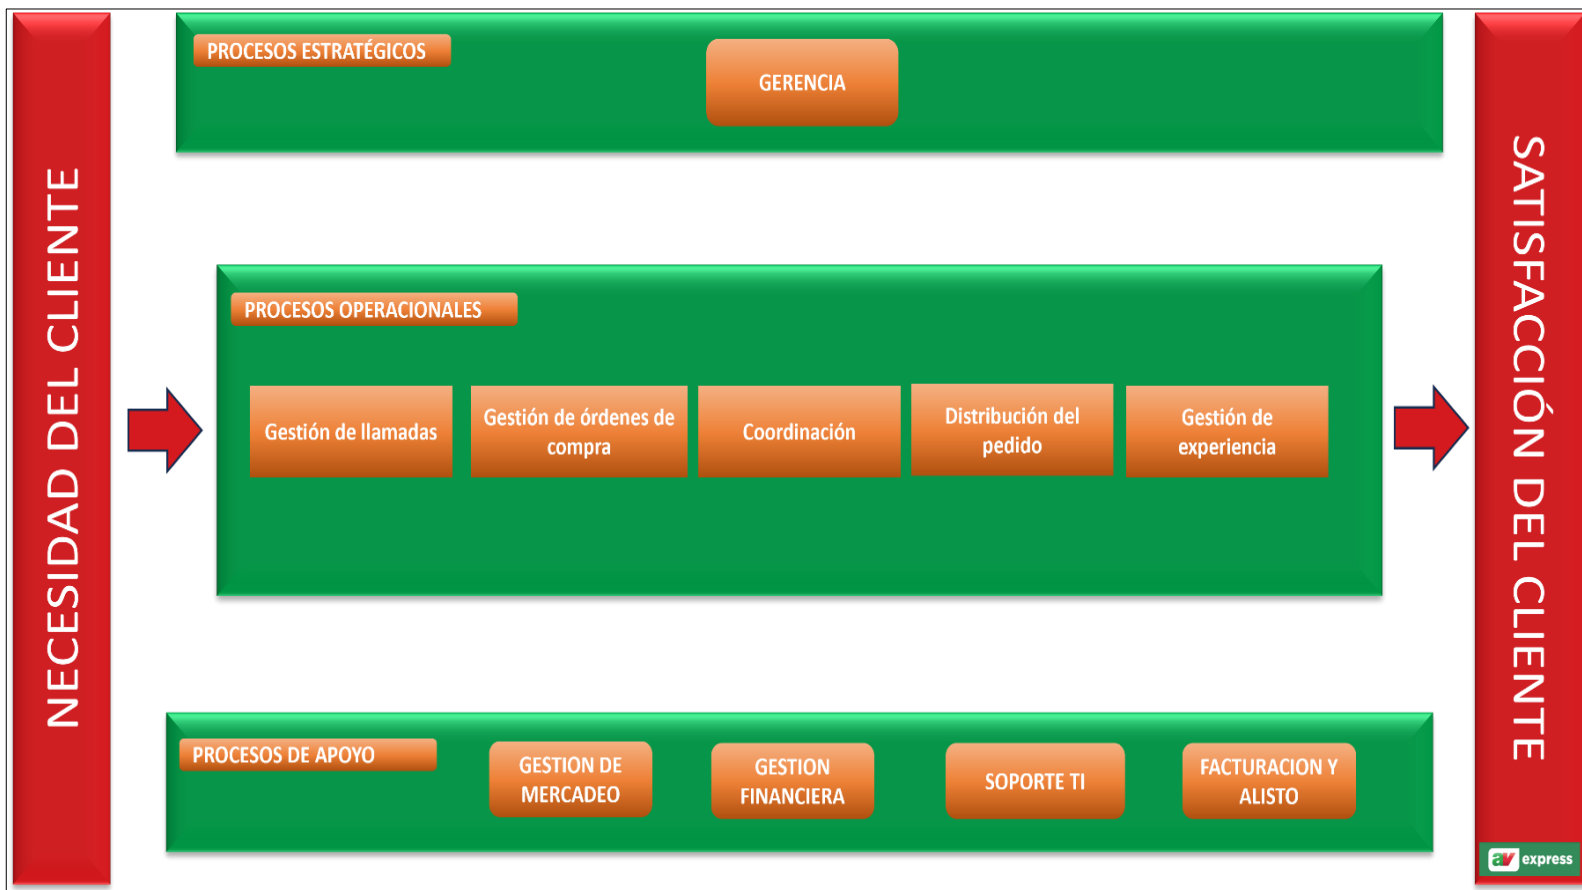 NECESIDAD DEL CLIENTE
PROCESOS ESTRATÉGICOS
GERENCIA
PROCESOS OPERACIONALES
Gestión de llamadas
Gestión de órdenes de
compra
Coordinación
Distribución del
pedido
Gestión de
experiencia
PROCESOS DE APOYO
GESTION DE
MERCADEO
GESTION
FINANCIERA
SOPORTE TI
FACTURACION Y
ALISTO
SATISFACCIÓN DEL CLIENTE
av express